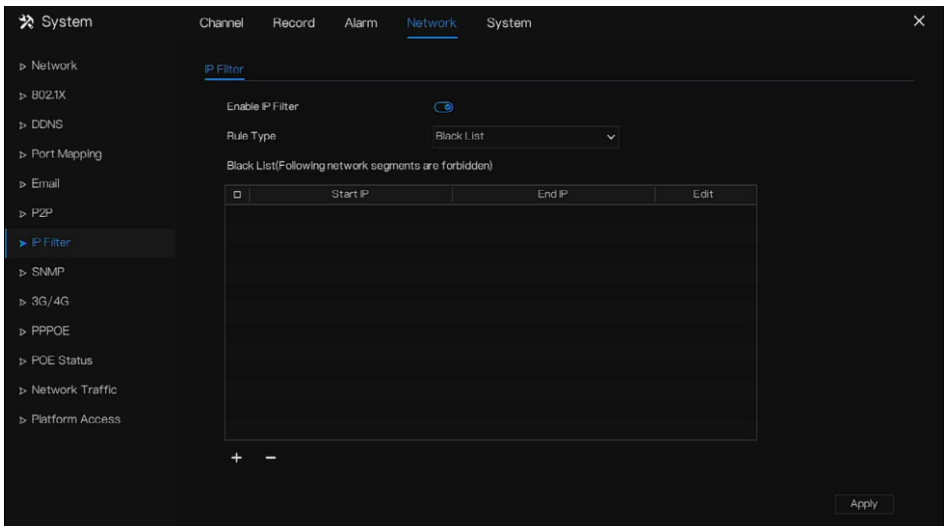 System
Channel Record Alarm Network System
Network
802.1X
DDNS
Port Mapping
Email
P2P
IP Filter
SNMP
3G/4G
PPPOE
POE Status
Network Traffic
Platform Access
IP Filter
Enable IP Filter
Rule Type Black List
Black List(Following network segments are forbidden)
Start IP End IP Edit
Apply